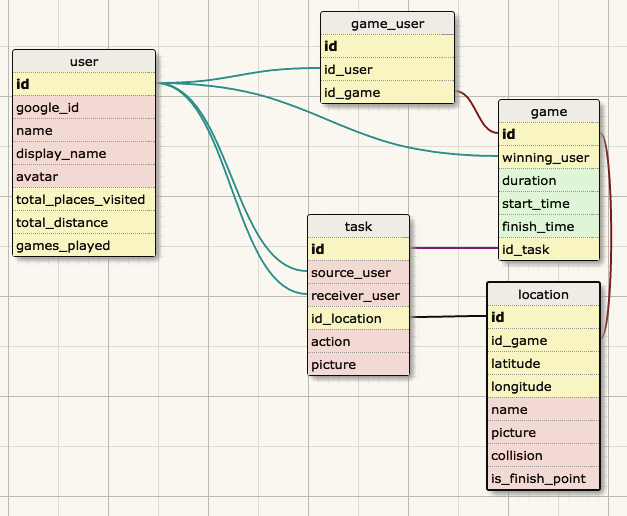 user
id
google_id
name
display_name
avatar
total_places_visited
total_distance
games_played
game_user
id
id_user
id_game
game
id
winning_user
duration
start_time
finish_time
id_task
task
id
source_user
receiver_user
id_location
action
picture
location
id
id_game
latitude
longitude
name
picture
collision
is_finish_point